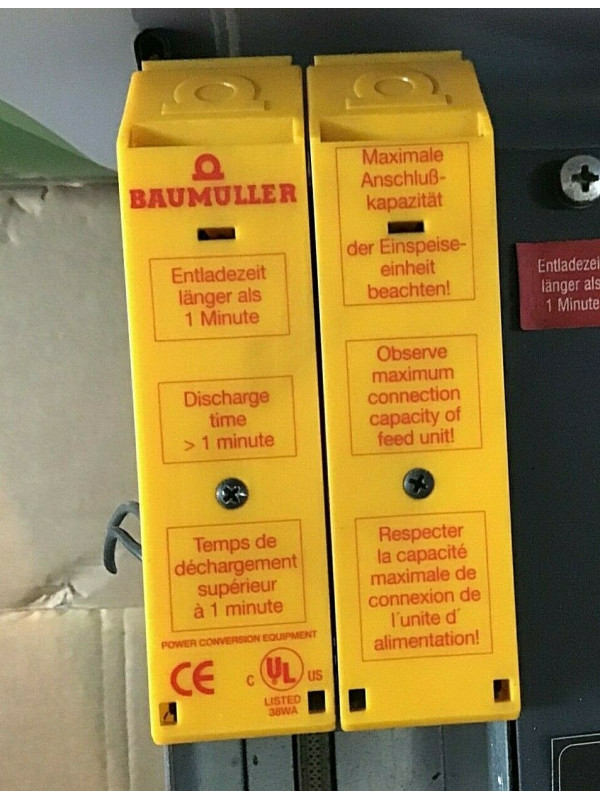 BAUMULLER
Entladezeit
länger als
1 Minute
Discharge
time
> 1 minute
Temps de
déchargement
supérieur
à 1 minute
POWER CONVERSION EQUIPMENT
CE
C UL US
LISTED
38WA
Maximale
Anschluß-
kapazität
der Einspeise-
einheit
beachten!
Observe
maximum
connection
capacity of
feed unit!
Respecter
la capacité
maximale de
connexion de
l´unite d´
alimentation!
Entladezei
länger als
1 Minute